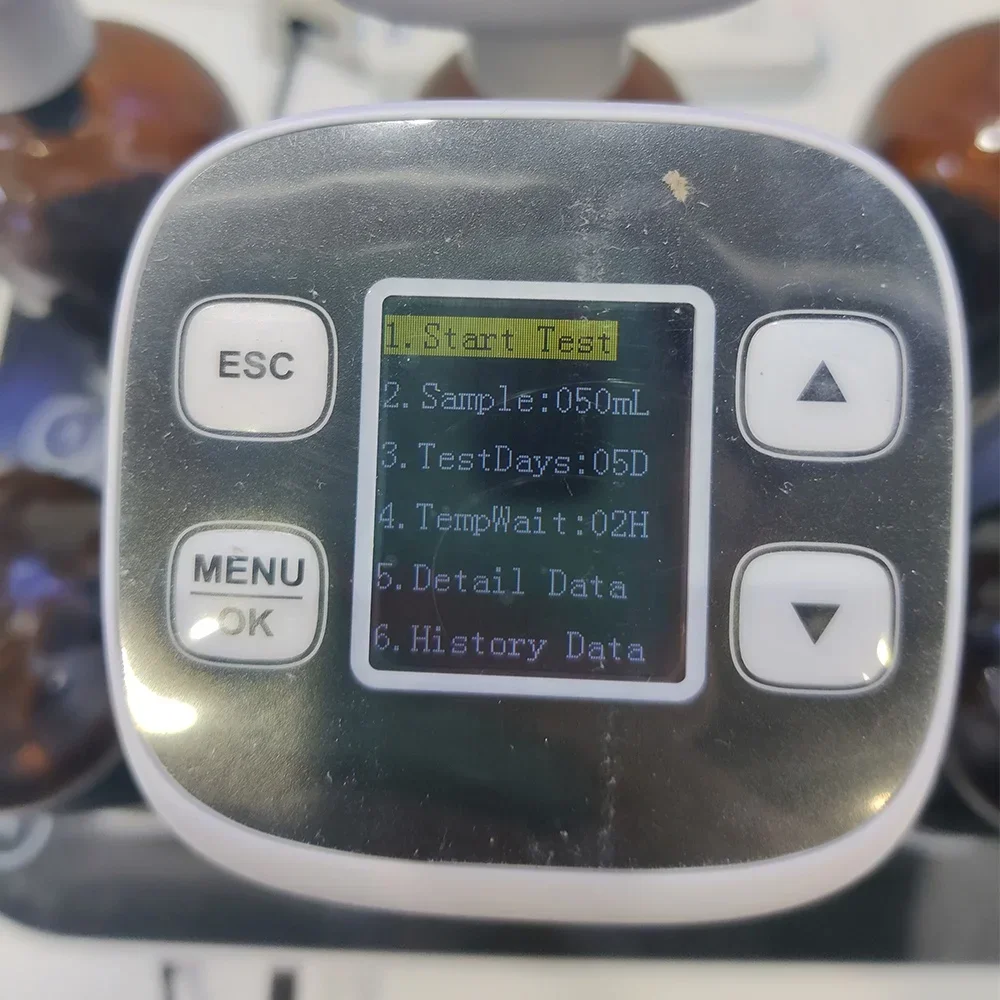 1.Start Test
2.Sample:050mL
3.TestDays:05D
4.TempWait:02H
5.Detail Data
6.History Data
ESC
MENU
OK